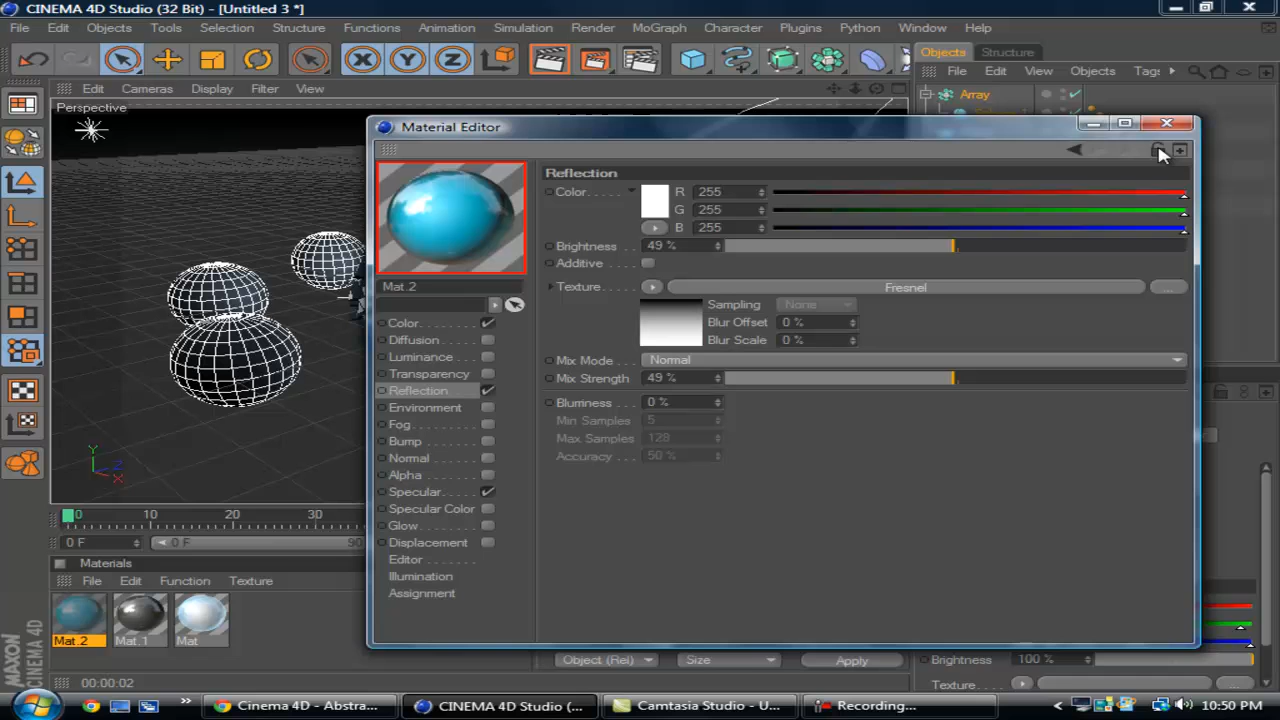 CINEMA 4D Studio (32 Bit) - [Untitled 3 *]
File Edit Objects Tools Selection Structure Functions Animation Simulation Render MoGraph Character Plugins Python Window Help
X Y Z
Objects Structure
Edit Cameras Display Filter View
File Edit View Objects Tags
Perspective
Array
Material Editor
Reflection
Color R 255
G 255
B 255
Brightness 49 %
Additive
Texture Fresnel ...
Sampling None
Blur Offset 0 %
Blur Scale 0 %
Mix Mode Normal
Mix Strength 49 %
Blurriness 0 %
Min Samples 5
Max Samples 128
Accuracy 50 %
Mat.2
Color
Diffusion
Luminance
Transparency
Reflection
Environment
Fog
Bump
Normal
Alpha
Specular
Specular Color
Glow
Displacement
Editor
Illumination
Assignment
Y Z X
0 10 20 30
0 F 0 F 90
Materials
File Edit Function Texture
Mat.2 Mat.1 Mat
MAXON
CINEMA 4D
Object (Rel) Size Apply
Brightness 100 %
Texture ...
00:00:02
Cinema 4D - Abstra... CINEMA 4D Studio (... Camtasia Studio - U... Recording... 10:50 PM